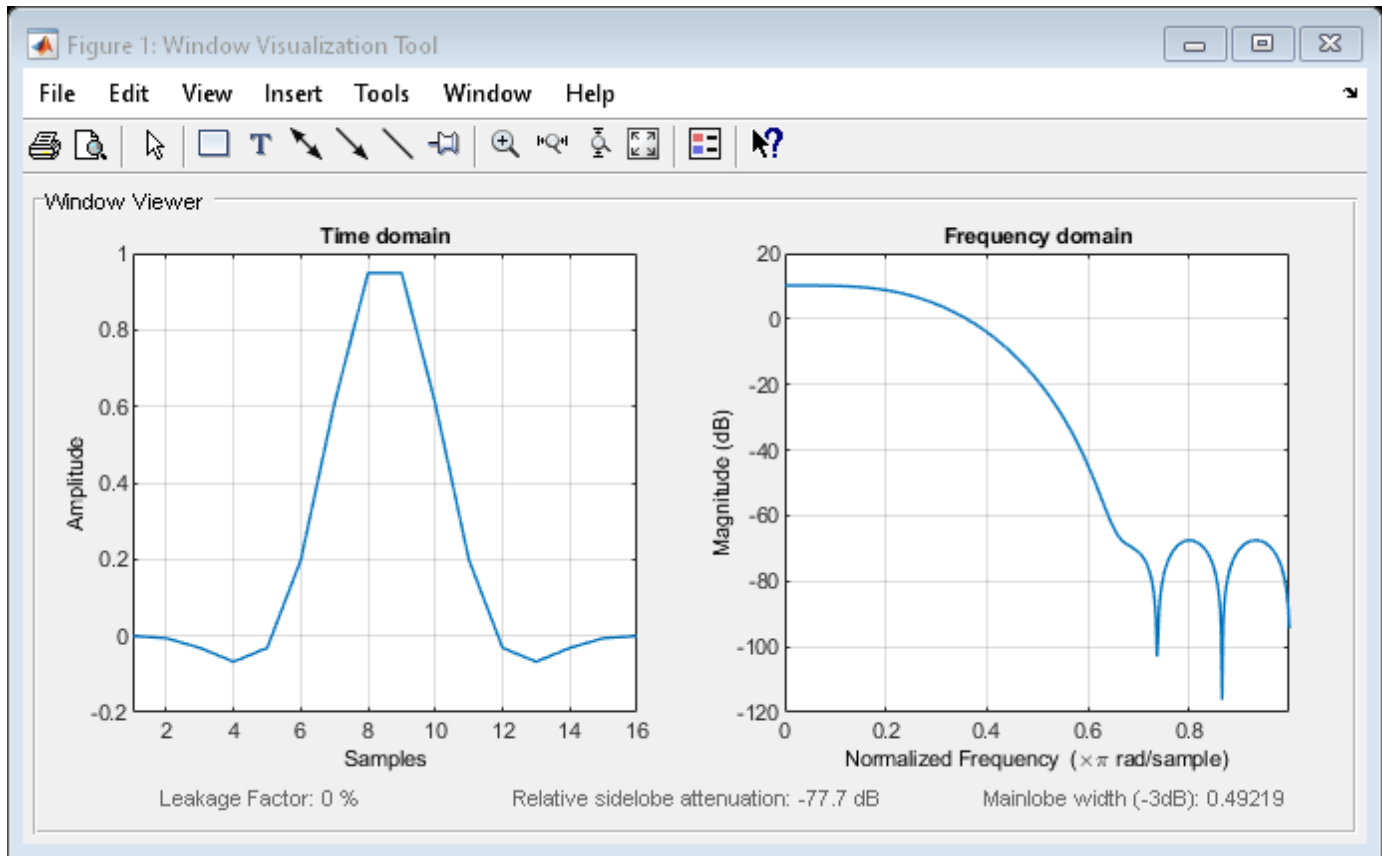 Figure 1: Window Visualization Tool
File Edit View Insert Tools Window Help
T ?
Window Viewer
Time domain
1
0.8
0.6
0.4
0.2
0
-0.2
Amplitude
2 4 6 8 10 12 14 16
Samples
Frequency domain
20
0
-20
-40
-60
-80
-100
-120
Magnitude (dB)
0 0.2 0.4 0.6 0.8
Normalized Frequency (×π rad/sample)
Leakage Factor: 0 % Relative sidelobe attenuation: -77.7 dB Mainlobe width (-3dB): 0.49219